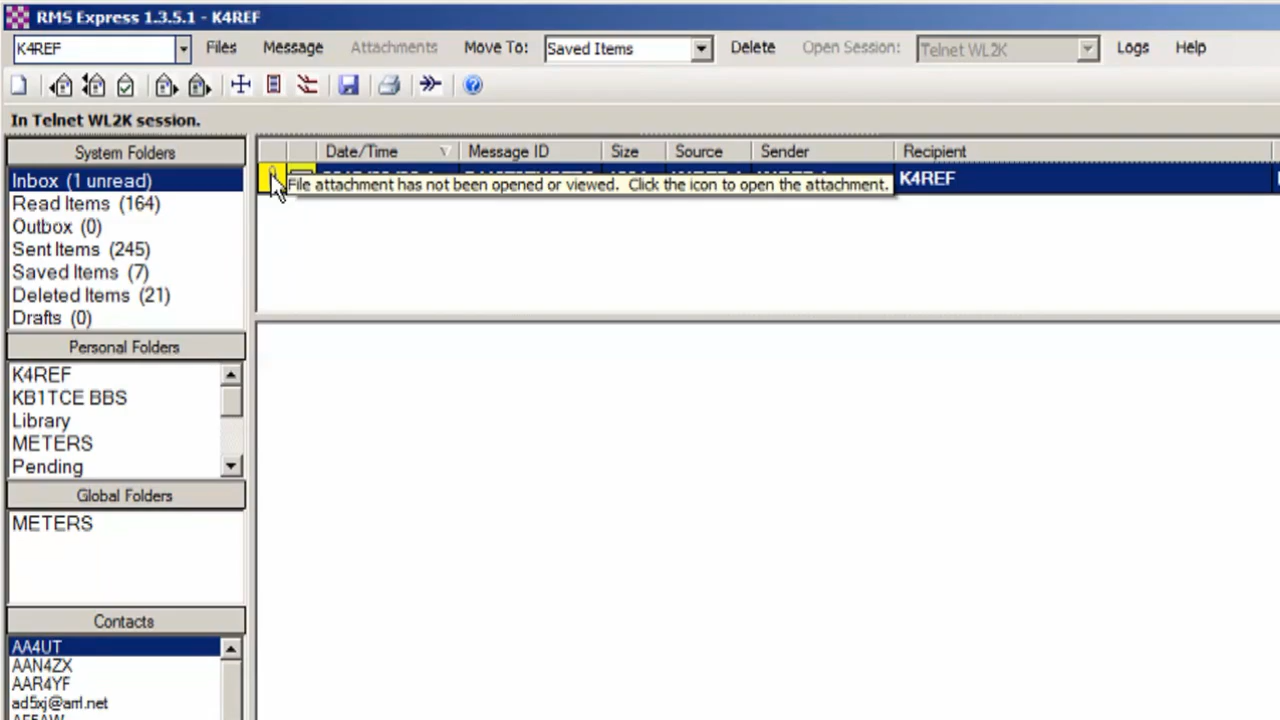 RMS Express 1.3.5.1 - K4REF
K4REF Files Message Attachments Move To: Saved Items Delete Open Session: Telnet WL2K Logs Help
In Telnet WL2K session.
System Folders
Inbox (1 unread)
Read Items (164)
Outbox (0)
Sent Items (245)
Saved Items (7)
Deleted Items (21)
Drafts (0)
Personal Folders
K4REF
KB1TCE BBS
Library
METERS
Pending
Global Folders
METERS
Contacts
AA4UT
AAN4ZX
AAR4YF
ad5xj@arrl.net
Date/Time Message ID Size Source Sender Recipient
K4REF
File attachment has not been opened or viewed. Click the icon to open the attachment.